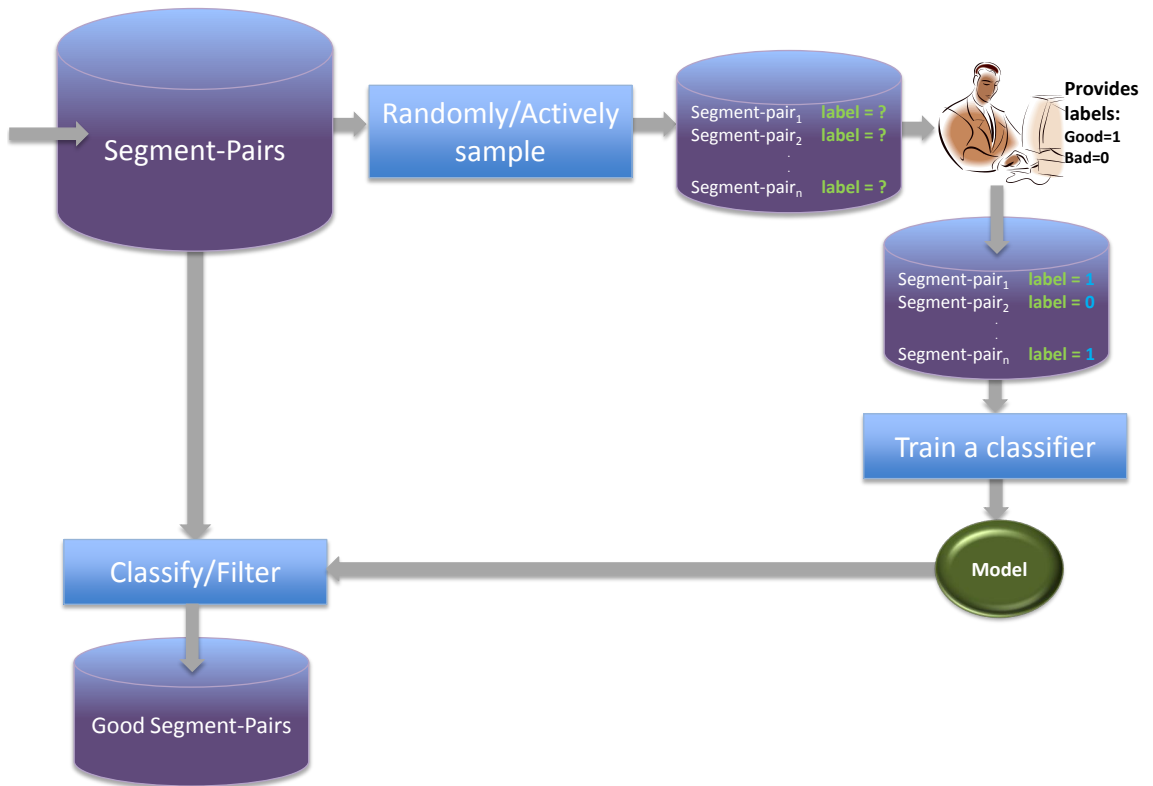 Segment-Pairs
Randomly/Actively
sample
Segment-pair₁ label = ?
Segment-pair₂ label = ?
.
.
Segment-pairₙ label = ?
Provides
labels:
Good=1
Bad=0
Segment-pair₁ label = 1
Segment-pair₂ label = 0
.
.
Segment-pairₙ label = 1
Train a classifier
Model
Classify/Filter
Good Segment-Pairs